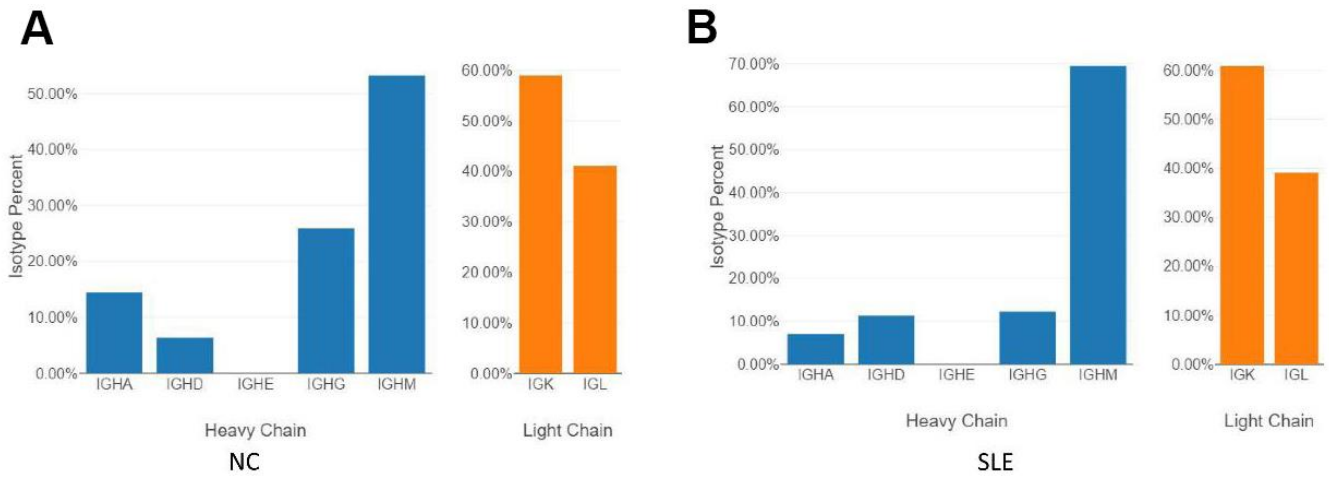 A
B
Isotype Percent
50.00%
40.00%
30.00%
20.00%
10.00%
0.00%
IGHA IGHD IGHE IGHG IGHM
Heavy Chain
60.00%
50.00%
40.00%
30.00%
20.00%
10.00%
0.00%
IGK IGL
Light Chain
NC
Isotype Percent
70.00%
60.00%
50.00%
40.00%
30.00%
20.00%
10.00%
0.00%
IGHA IGHD IGHE IGHG IGHM
Heavy Chain
60.00%
50.00%
40.00%
30.00%
20.00%
10.00%
0.00%
IGK IGL
Light Chain
SLE